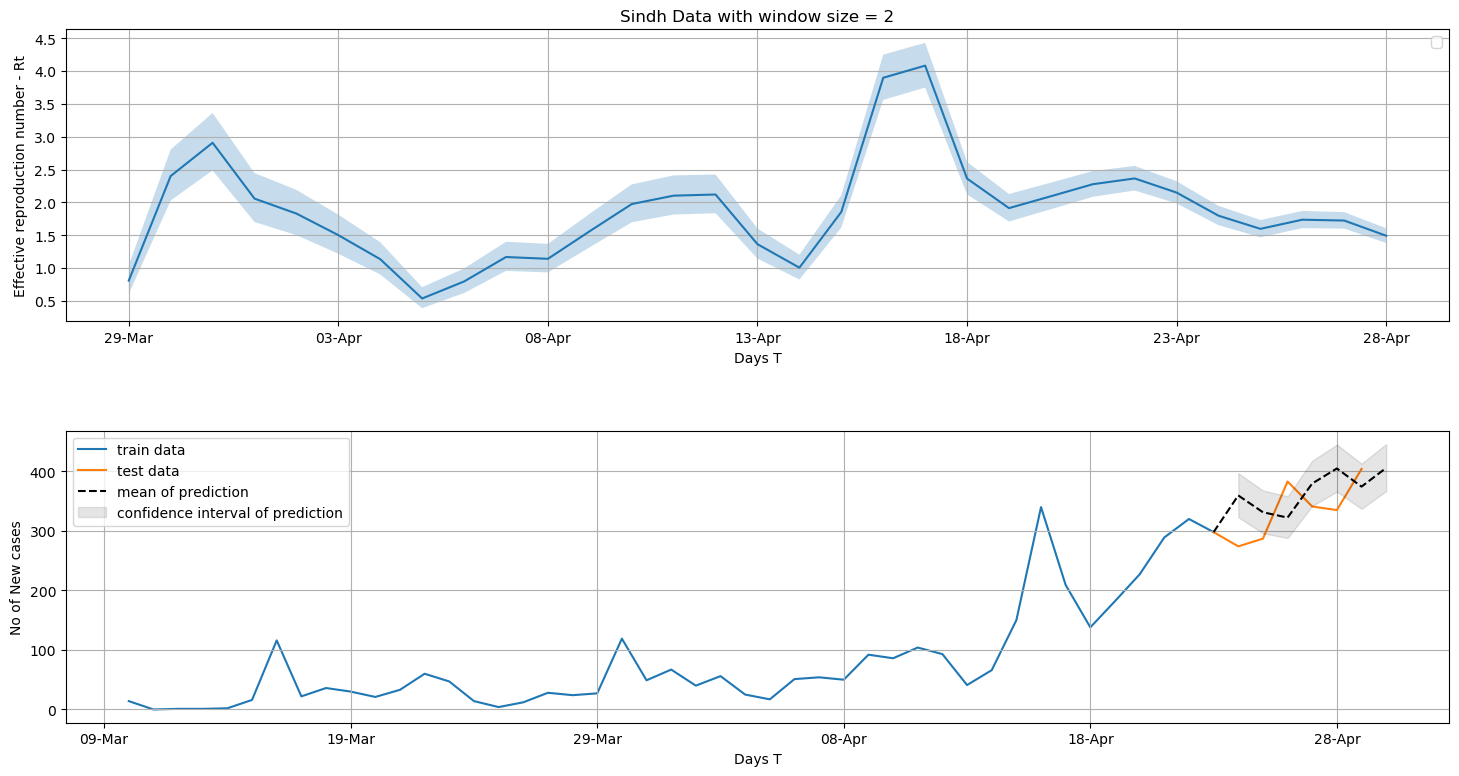 Sindh Data with window size = 2
Effective reproduction number - Rt
4.5
4.0
3.5
3.0
2.5
2.0
1.5
1.0
0.5
29-Mar 03-Apr 08-Apr 13-Apr 18-Apr 23-Apr 28-Apr
Days T
train data
test data
mean of prediction
confidence interval of prediction
No of New cases
400
300
200
100
0
09-Mar 19-Mar 29-Mar 08-Apr 18-Apr 28-Apr
Days T